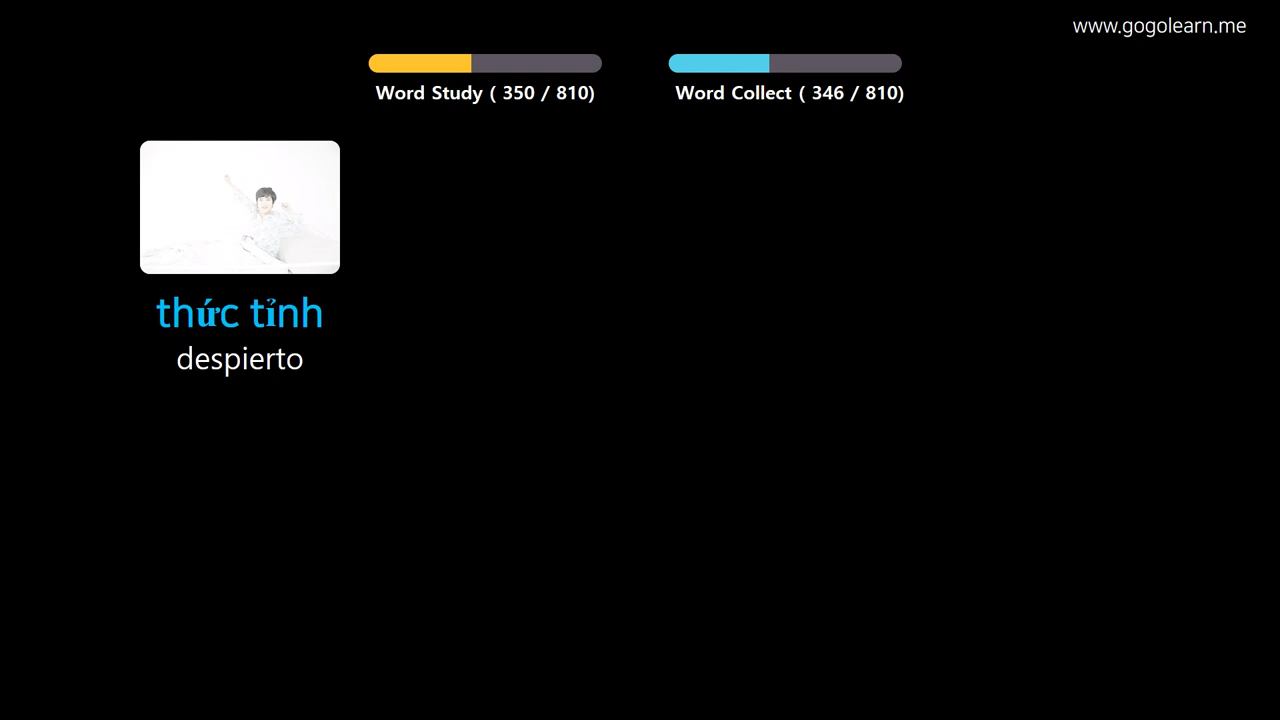 www.gogolearn.me
Word Study ( 350 / 810)
Word Collect ( 346 / 810)
thức tỉnh
despierto